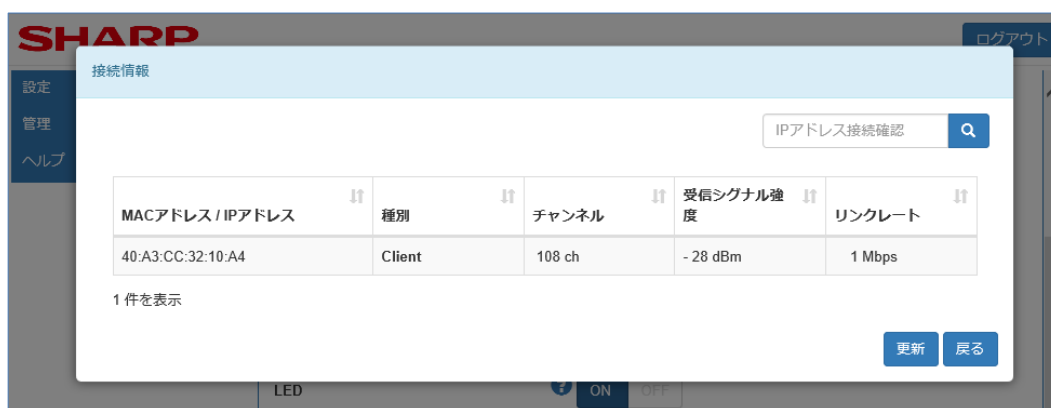 SHARP
ログアウト
接続情報
設定
管理
ヘルプ
IPアドレス接続確認
MACアドレス / IPアドレス
種別
チャンネル
受信シグナル強
度
リンクレート
40:A3:CC:32:10:A4
Client
108 ch
- 28 dBm
1 Mbps
1 件を表示
更新
戻る
LED
?
ON
OFF